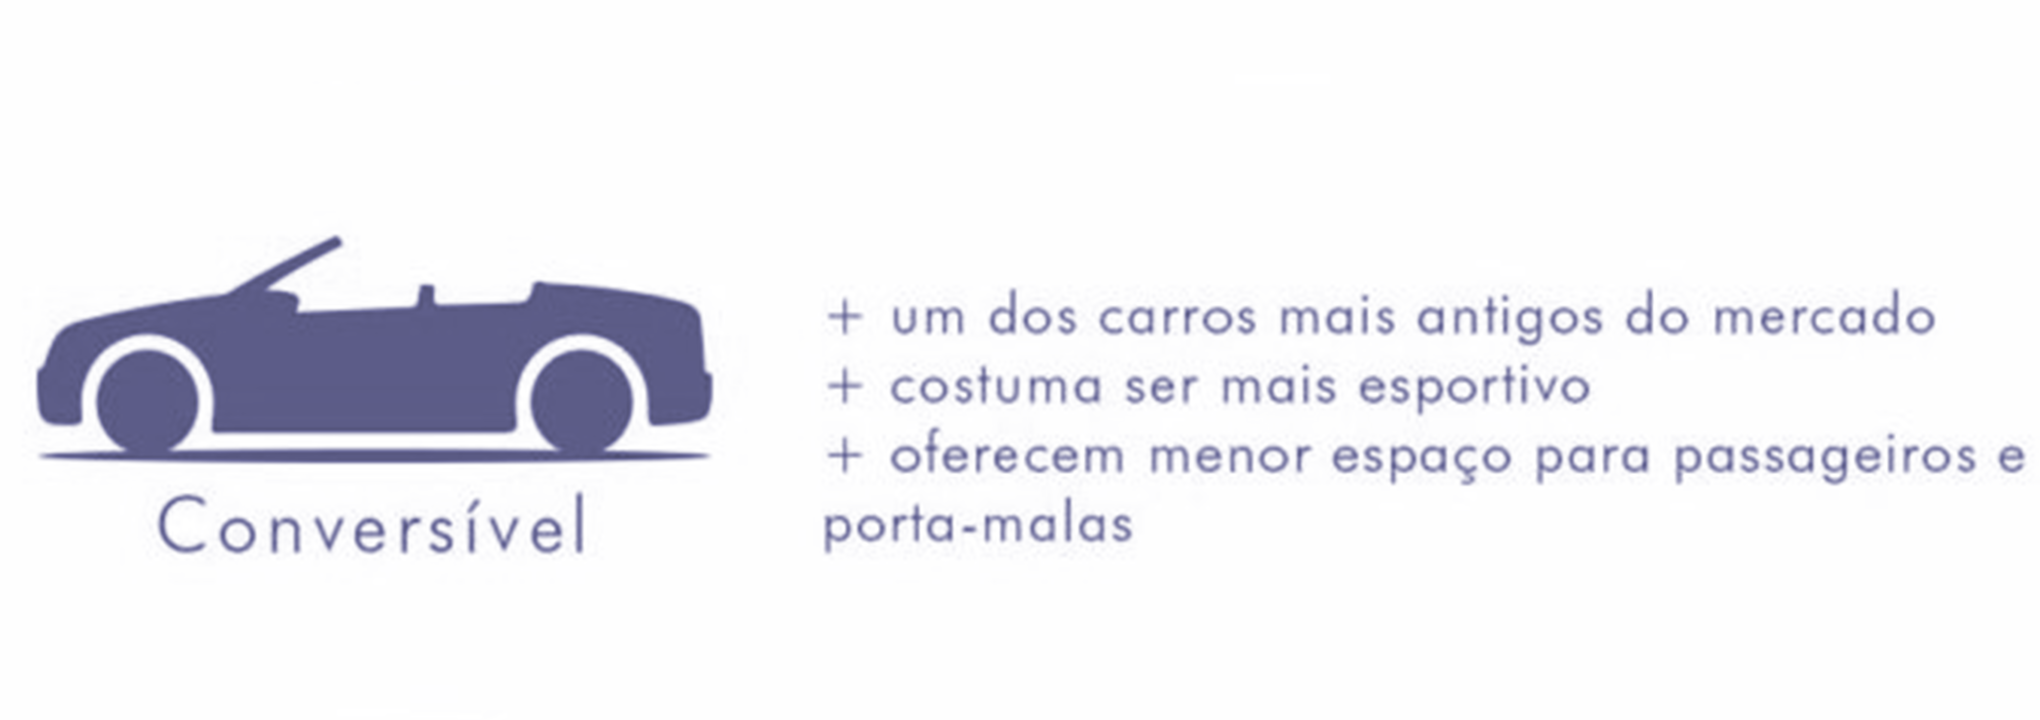 + um dos carros mais antigos do mercado
+ costuma ser mais esportivo
+ oferecem menor espaço para passageiros e
porta-malas
Conversível